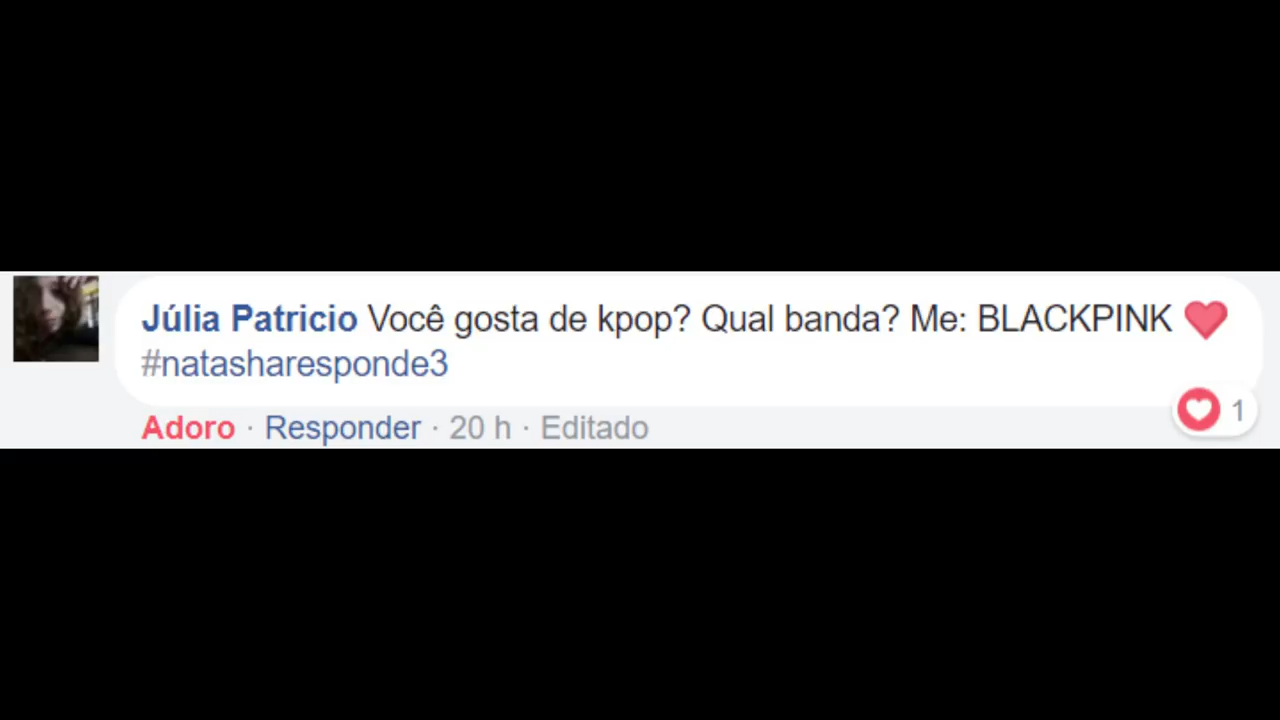 Júlia Patricio Você gosta de kpop? Qual banda? Me: BLACKPINK ❤
#natasharesponde3
Adoro · Responder · 20 h · Editado
1